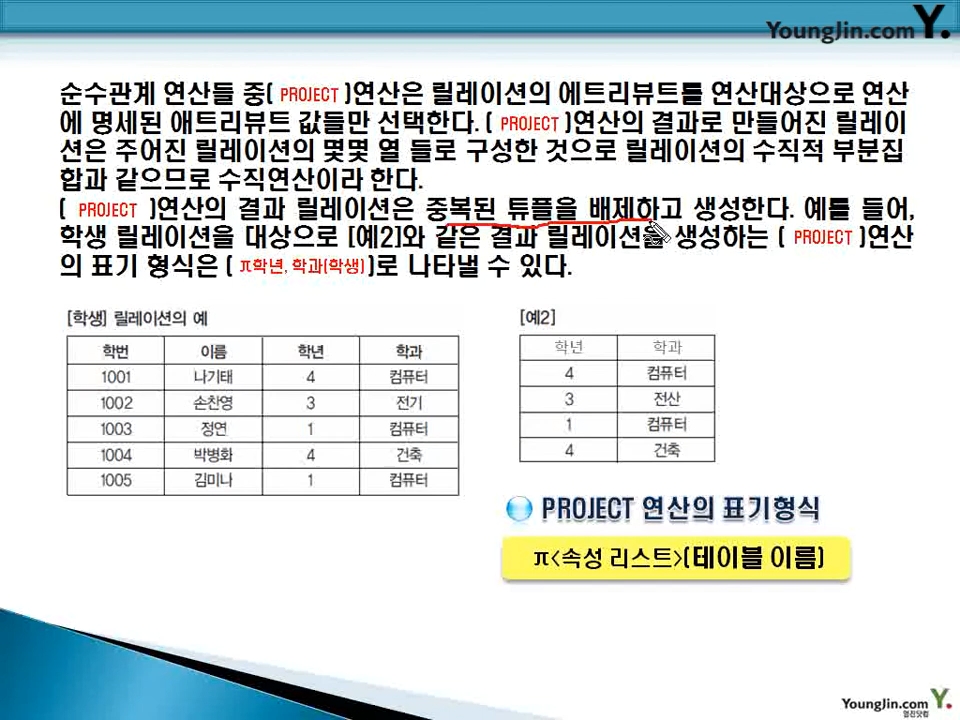 YoungJin.com Y.
순수관계 연산들 중( PROJECT )연산은 릴레이션의 에트리뷰트를 연산대상으로 연산
에 명세된 애트리뷰트 값들만 선택한다. ( PROJECT )연산의 결과로 만들어진 릴레이
션은 주어진 릴레이션의 몇몇 열 들로 구성한 것으로 릴레이션의 수직적 부분집
합과 같으므로 수직연산이라 한다.
( PROJECT )연산의 결과 릴레이션은 중복된 튜플을 배제하고 생성한다. 예를 들어,
학생 릴레이션을 대상으로 [예2]와 같은 결과 릴레이션을 생성하는 ( PROJECT )연산
의 표기 형식은 ( π학년, 학과(학생) )로 나타낼 수 있다.
[학생] 릴레이션의 예
학번 이름 학년 학과
1001 나기태 4 컴퓨터
1002 손찬영 3 전기
1003 정연 1 컴퓨터
1004 박병화 4 건축
1005 김미나 1 컴퓨터
[예2]
학년 학과
4 컴퓨터
3 전산
1 컴퓨터
4 건축
PROJECT 연산의 표기형식
π<속성 리스트>(테이블 이름)
YoungJin.com Y.
영진닷컴